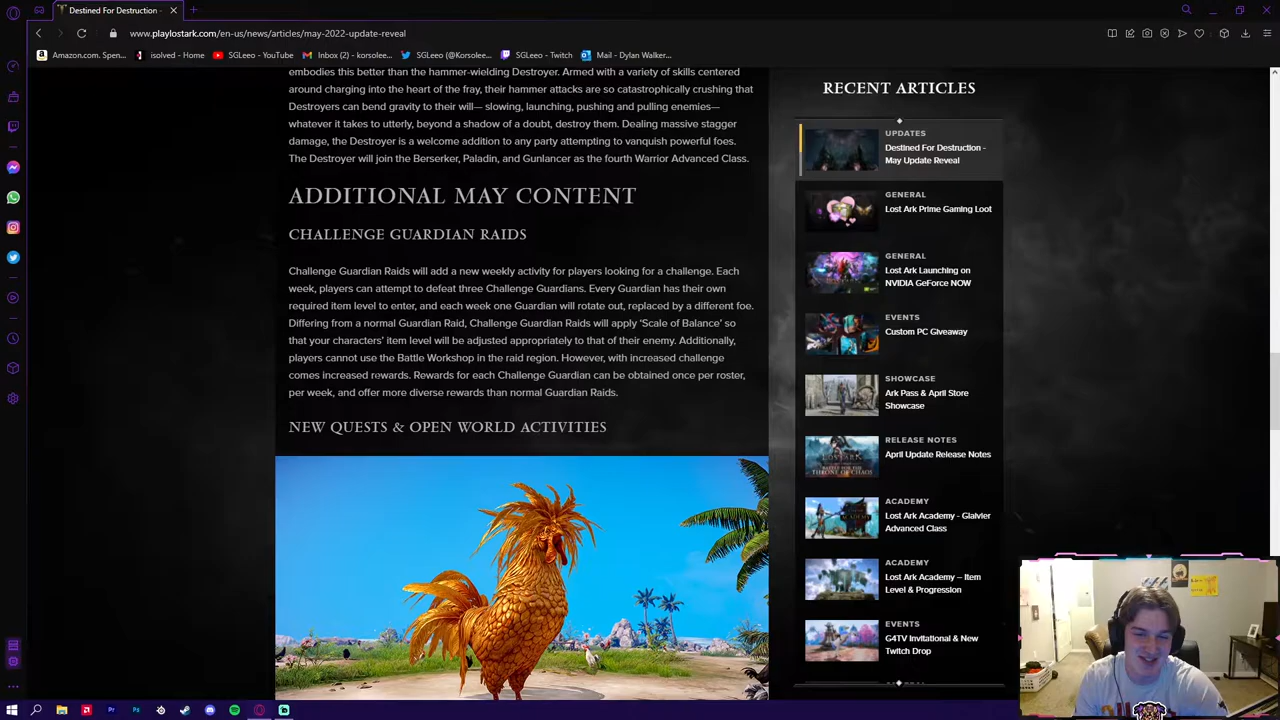 Destined For Destruction -
www.playlostark.com/en-us/news/articles/may-2022-update-reveal
Amazon.com. Spen...
isolved - Home
SGLeeo - YouTube
Inbox (2) - korsolee...
SGLeeo (@Korsolee...
SGLeeo - Twitch
Mail - Dylan Walker...
embodies this better than the hammer-wielding Destroyer. Armed with a variety of skills centered
around charging into the heart of the fray, their hammer attacks are so catastrophically crushing that
Destroyers can bend gravity to their will— slowing, launching, pushing and pulling enemies—
whatever it takes to utterly, beyond a shadow of a doubt, destroy them. Dealing massive stagger
damage, the Destroyer is a welcome addition to any party attempting to vanquish powerful foes.
The Destroyer will join the Berserker, Paladin, and Gunlancer as the fourth Warrior Advanced Class.
ADDITIONAL MAY CONTENT
CHALLENGE GUARDIAN RAIDS
Challenge Guardian Raids will add a new weekly activity for players looking for a challenge. Each
week, players can attempt to defeat three Challenge Guardians. Every Guardian has their own
required item level to enter, and each week one Guardian will rotate out, replaced by a different foe.
Differing from a normal Guardian Raid, Challenge Guardian Raids will apply ‘Scale of Balance’ so
that your characters’ item level will be adjusted appropriately to that of their enemy. Additionally,
players cannot use the Battle Workshop in the raid region. However, with increased challenge
comes increased rewards. Rewards for each Challenge Guardian can be obtained once per roster,
per week, and offer more diverse rewards than normal Guardian Raids.
NEW QUESTS & OPEN WORLD ACTIVITIES
RECENT ARTICLES
UPDATES
Destined For Destruction -
May Update Reveal
GENERAL
Lost Ark Prime Gaming Loot
GENERAL
Lost Ark Launching on
NVIDIA GeForce NOW
EVENTS
Custom PC Giveaway
SHOWCASE
Ark Pass & April Store
Showcase
RELEASE NOTES
April Update Release Notes
ACADEMY
Lost Ark Academy - Glaivier
Advanced Class
ACADEMY
Lost Ark Academy – Item
Level & Progression
EVENTS
G4TV Invitational & New
Twitch Drop